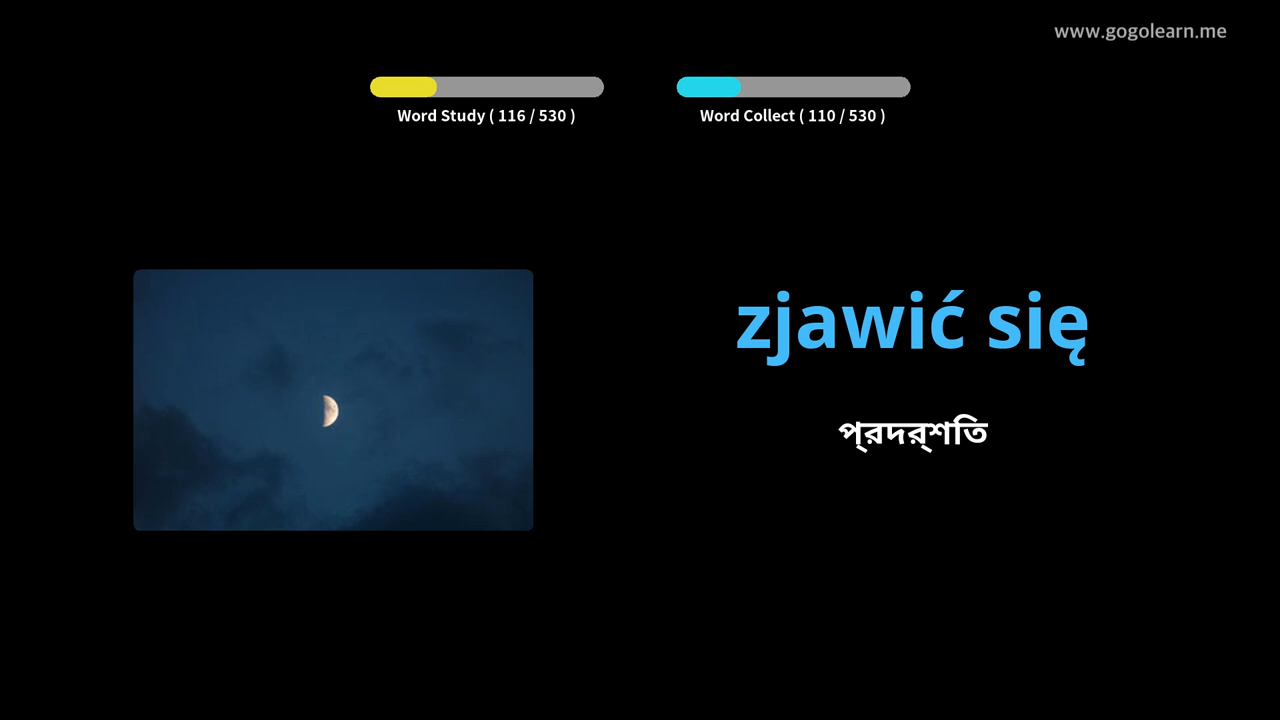 www.gogolearn.me
Word Study ( 116 / 530 )
Word Collect ( 110 / 530 )
zjawić się
প্রদর্শিত